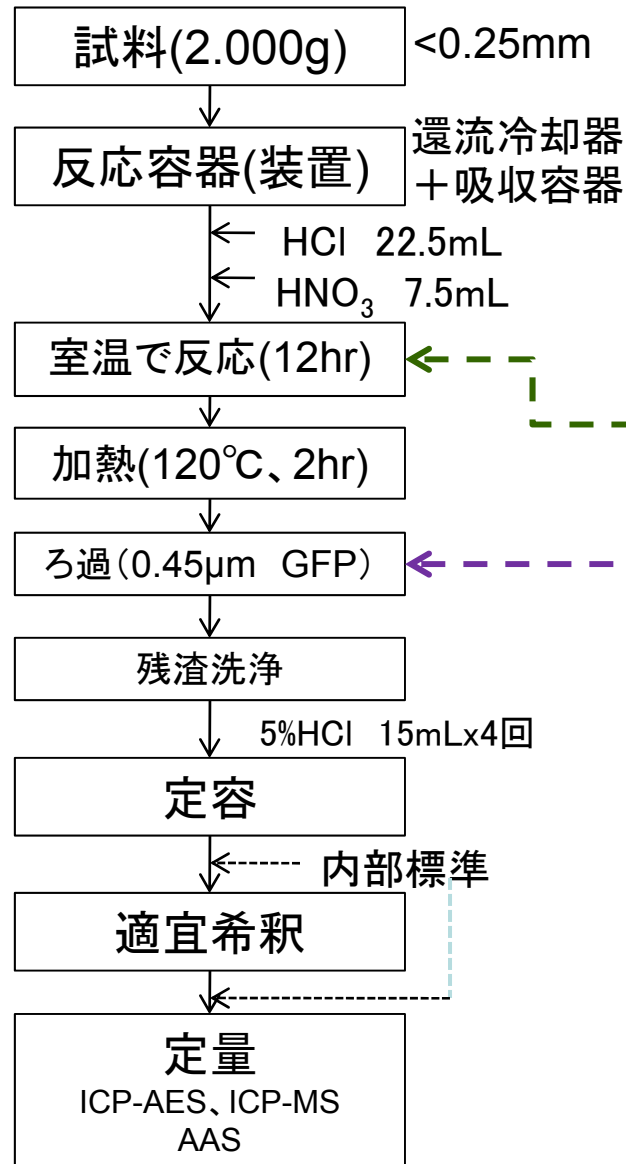 試料(2.000g)
<0.25mm
反応容器(装置)
還流冷却器
＋吸収容器
HCl 22.5mL
HNO₃ 7.5mL
室温で反応(12hr)
加熱(120℃、2hr)
ろ過(0.45μm GFP)
残渣洗浄
5%HCl 15mLx4回
定容
内部標準
適宜希釈
定量
ICP-AES、ICP-MS
AAS